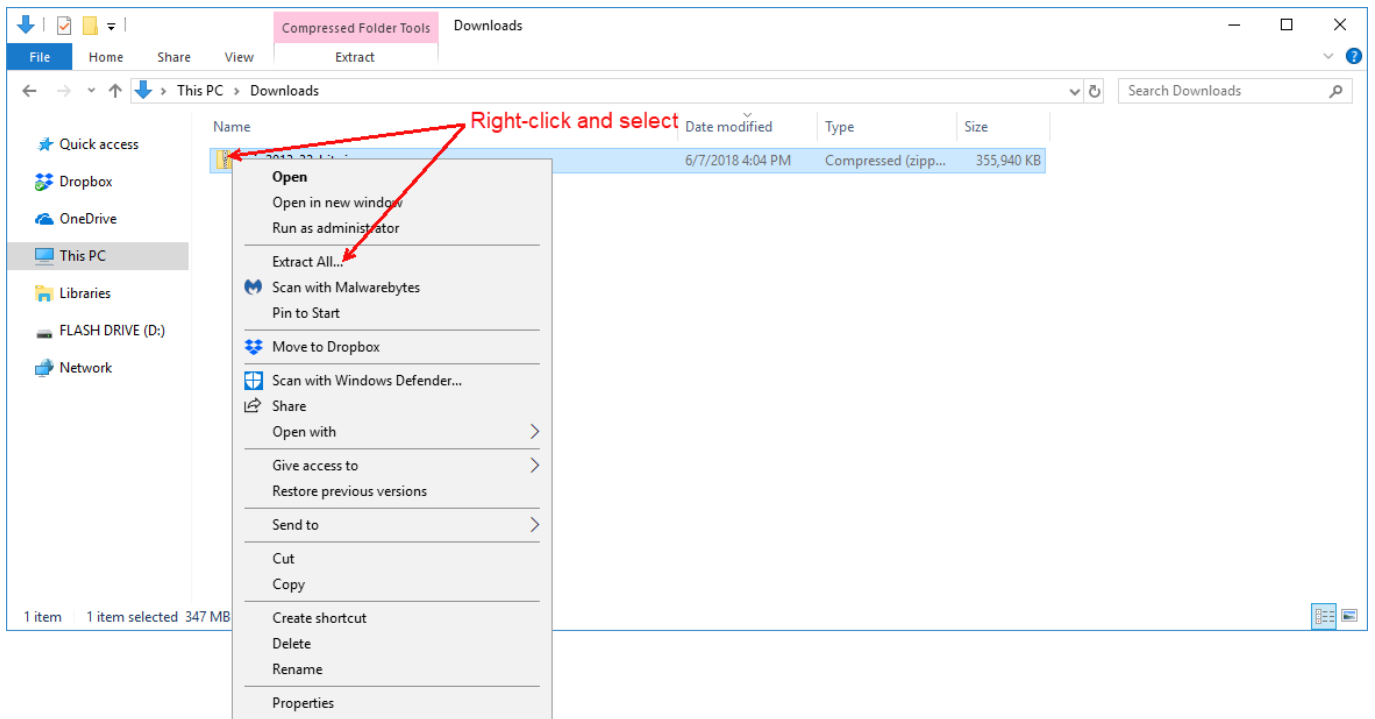 Compressed Folder Tools
Downloads
File
Home
Share
View
Extract
This PC > Downloads
Search Downloads
Right-click and select
Name
Date modified
Type
Size
6/7/2018 4:04 PM
Compressed (zipp...
355,940 KB
Quick access
Dropbox
OneDrive
This PC
Libraries
FLASH DRIVE (D:)
Network
Open
Open in new window
Run as administrator
Extract All...
Scan with Malwarebytes
Pin to Start
Move to Dropbox
Scan with Windows Defender...
Share
Open with
Give access to
Restore previous versions
Send to
Cut
Copy
Create shortcut
Delete
Rename
Properties
1 item
1 item selected 347 MB